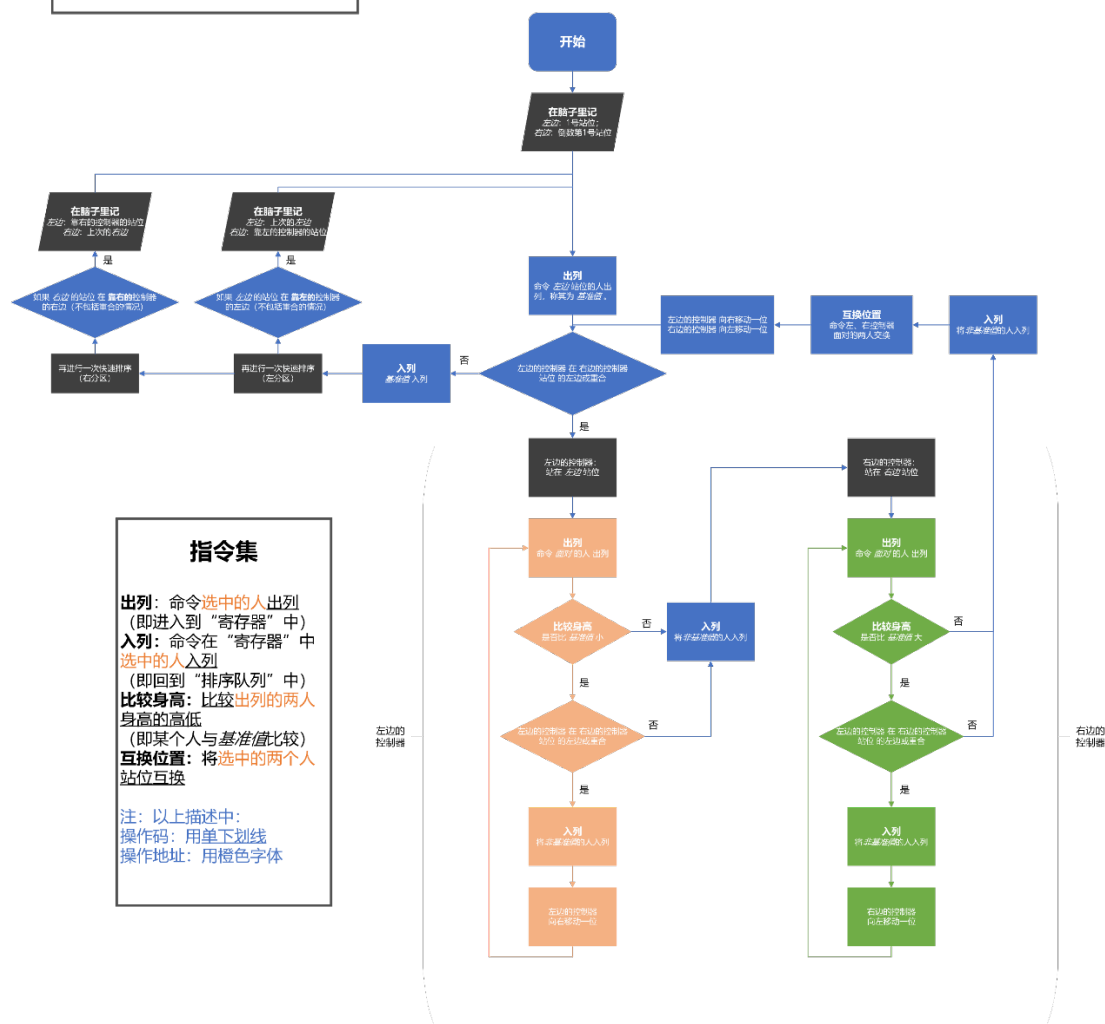 开始
在脑子里记
左边：1号站位；
右边：倒数第1号站位
在脑子里记
左边：靠右的控制器的站位
右边：上次的右边
在脑子里记
左边：上次的左边
右边：靠左的控制器的站位
是
是
如果 右边 的站位 在 靠右的控制器
的右边（不包括重合的情况）
如果 左边 的站位 在 靠左的控制器
的左边（不包括重合的情况）
出列
命令 左边 站位的人出
列，称其为 基准值 。
左边的控制器 向右移动一位
右边的控制器 向左移动一位
互换位置
命令左、右控制器
面对的两人交换
入列
将非基准值的人入列
再进行一次快速排序
（右分区）
再进行一次快速排序
（左分区）
入列
基准值 入列
否
左边的控制器 在 右边的控制器
站位 的左边或重合
是
左边的控制器：
站在 左边 站位
右边的控制器：
站在 右边 站位
出列
命令 面对 的人 出列
出列
命令 面对 的人 出列
比较身高
是否比 基准值 小
否
入列
将非基准值的人入列
比较身高
是否比 基准值 大
否
是
是
左边的控制器 在 右边的控制器
站位 的左边或重合
否
左边的控制器 在 右边的控制器
站位 的左边或重合
否
是
是
入列
将非基准值的人入列
入列
将非基准值的人入列
左边的控制器
向右移动一位
右边的控制器
向左移动一位
左边的
控制器
右边的
控制器
指令集
出列：命令选中的人出列
（即进入到“寄存器”中）
入列：命令在“寄存器”中
选中的人入列
（即回到“排序队列”中）
比较身高：比较出列的两人
身高的高低
（即某个人与基准值比较）
互换位置：将选中的两个人
站位互换
注：以上描述中：
操作码：用单下划线
操作地址：用橙色字体